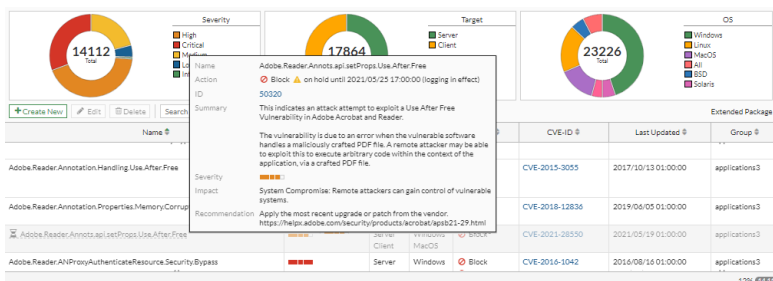 Severity
High
Critical
Medium
14112
Total
Target
Server
Client
17864
OS
Windows
Linux
MacOS
All
BSD
Solaris
23226
Total
Name Adobe.Reader.Annots.api.setProps.Use.After.Free
Action Block on hold until 2021/05/25 17:00:00 (logging in effect)
ID 50320
Summary This indicates an attack attempt to exploit a Use After Free
Vulnerability in Adobe Acrobat and Reader.
The vulnerability is due to an error when the vulnerable software
handles a maliciously crafted PDF file. A remote attacker may be able
to exploit this to execute arbitrary code within the context of the
application, via a crafted PDF file.
Severity
Impact System Compromise: Remote attackers can gain control of vulnerable
systems.
Recommendation Apply the most recent upgrade or patch from the vendor.
https://helpx.adobe.com/security/products/acrobat/apsb21-29.html
+Create New Edit Delete Search
Extended Package
Name CVE-ID Last Updated Group
Adobe.Reader.Annotation.Handling.Use.After.Free CVE-2015-3055 2017/10/13 01:00:00 applications3
Adobe.Reader.Annotation.Properties.Memory.Corrup CVE-2018-12836 2019/06/05 01:00:00 applications3
Adobe.Reader.Annots.api.setProps.Use.After.Free Server Windows Block CVE-2021-28550 2021/05/19 01:00:00 applications3
Client MacOS
Adobe.Reader.ANProxyAuthenticateResource.Security.Bypass Server Windows Block CVE-2016-1042 2016/08/16 01:00:00 applications3